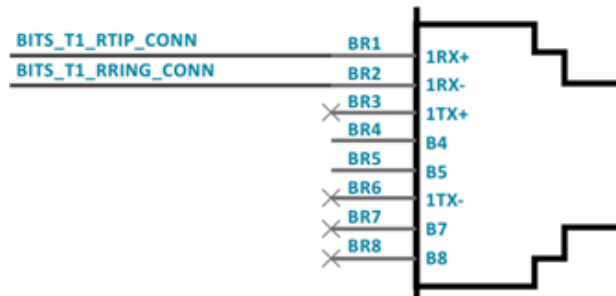 BITS_T1_RTIP_CONN BR1 1RX+
BITS_T1_RRING_CONN BR2 1RX-
BR3 1TX+
BR4 B4
BR5 B5
BR6 1TX-
BR7 B7
BR8 B8